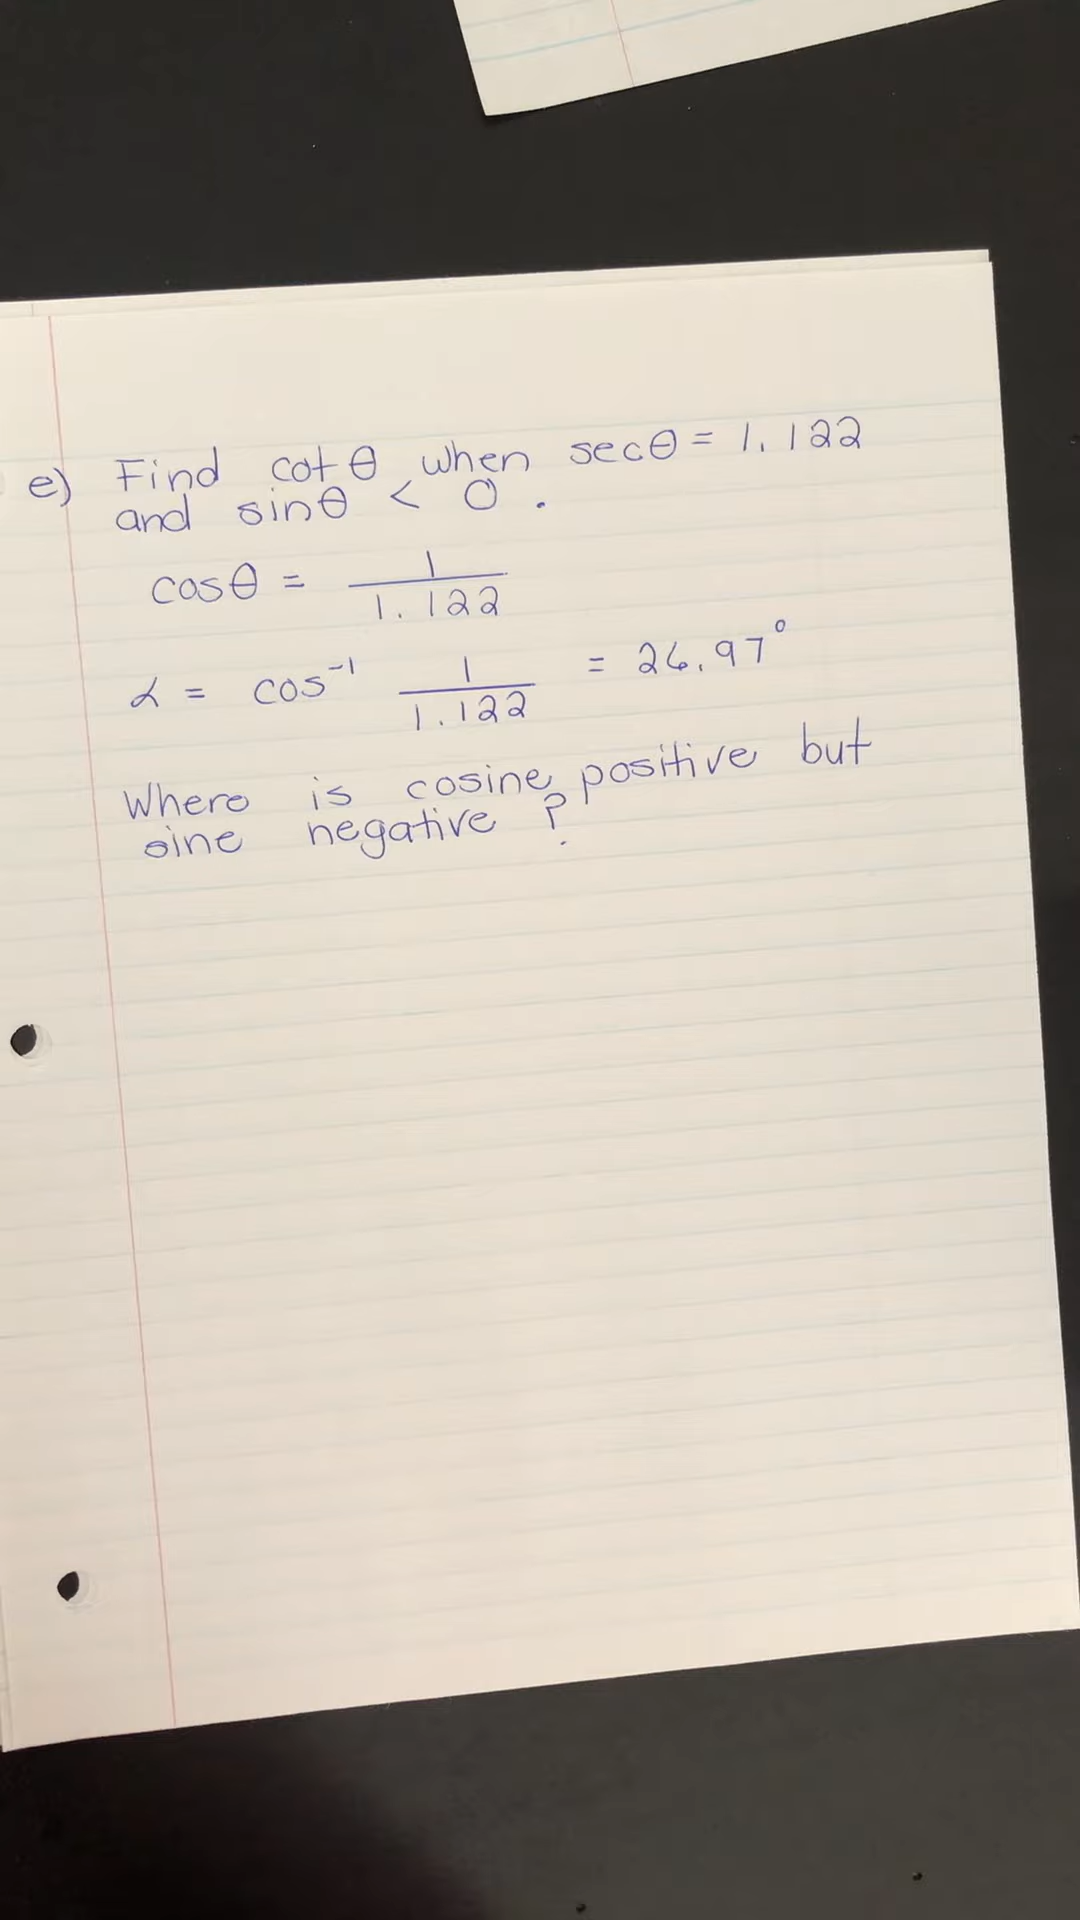 e) Find cot θ when sec θ = 1.122
and sin θ < 0.
cos θ = 1/1.122
α = cos⁻¹ 1/1.122 = 26.97°
Where is cosine positive but
sine negative?